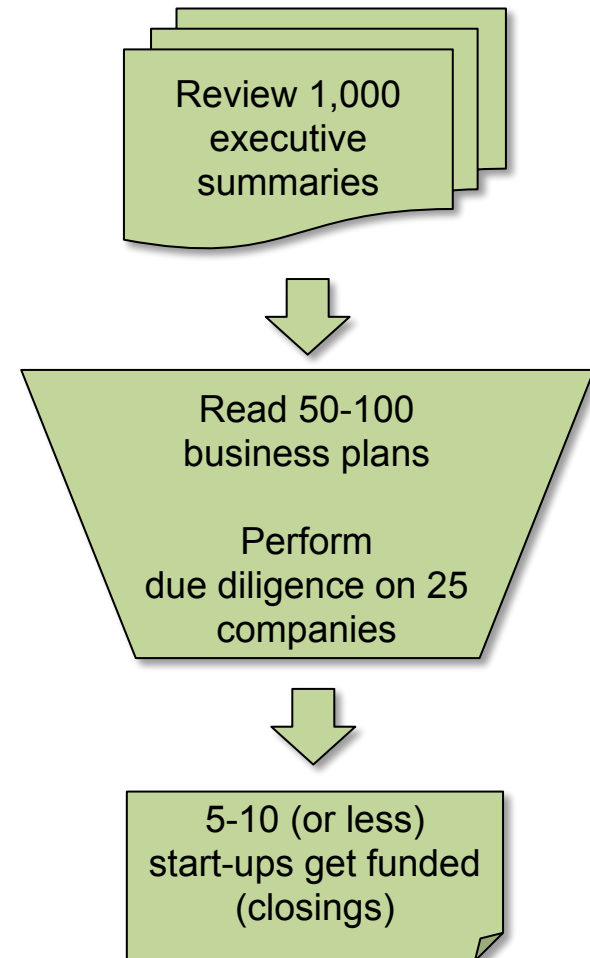 Review 1,000
executive
summaries
Read 50-100
business plans
Perform
due diligence on 25
companies
5-10 (or less)
start-ups get funded
(closings)